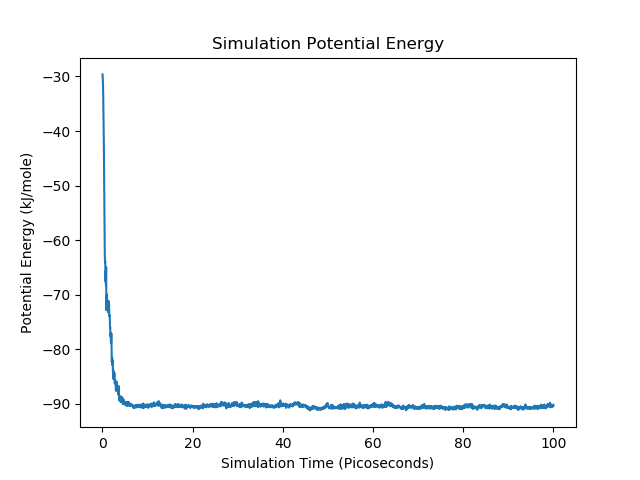 Simulation Potential Energy
Potential Energy (kJ/mole)
−30
−40
−50
−60
−70
−80
−90
0 20 40 60 80 100
Simulation Time (Picoseconds)